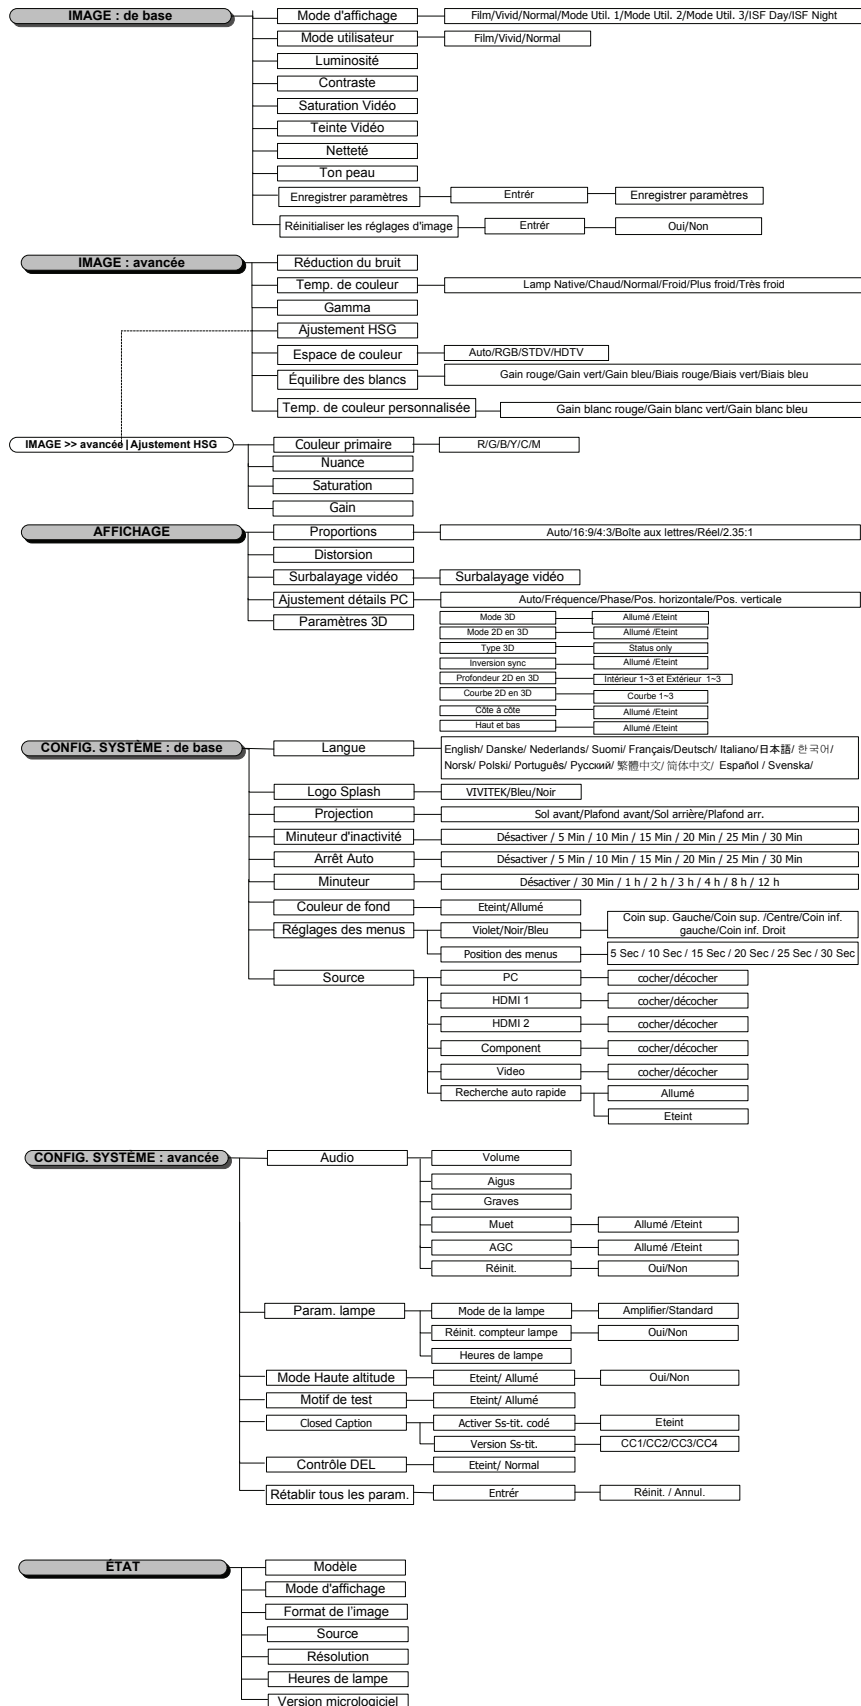 IMAGE : de base
Mode d'affichage
Film/Vivid/Normal/Mode Util. 1/Mode Util. 2/Mode Util. 3/ISF Day/ISF Night
Mode utilisateur
Film/Vivid/Normal
Luminosité
Contraste
Saturation Vidéo
Teinte Vidéo
Netteté
Ton peau
Enregistrer paramètres
Entrér
Enregistrer paramètres
Réinitialiser les réglages d'image
Entrér
Oui/Non
IMAGE : avancée
Réduction du bruit
Temp. de couleur
Lamp Native/Chaud/Normal/Froid/Plus froid/Très froid
Gamma
Ajustement HSG
Espace de couleur
Auto/RGB/STDV/HDTV
Équilibre des blancs
Gain rouge/Gain vert/Gain bleu/Biais rouge/Biais vert/Biais bleu
Temp. de couleur personnalisée
Gain blanc rouge/Gain blanc vert/Gain blanc bleu
IMAGE >> avancée | Ajustement HSG
Couleur primaire
R/G/B/Y/C/M
Nuance
Saturation
Gain
AFFICHAGE
Proportions
Auto/16:9/4:3/Boîte aux lettres/Réel/2.35:1
Distorsion
Surbalayage vidéo
Surbalayage vidéo
Ajustement détails PC
Auto/Fréquence/Phase/Pos. horizontale/Pos. verticale
Paramètres 3D
Mode 3D
Allumé /Eteint
Mode 2D en 3D
Allumé /Eteint
Type 3D
Status only
Inversion sync
Allumé /Eteint
Profondeur 2D en 3D
Intérieur 1~3 et Extérieur 1~3
Courbe 2D en 3D
Courbe 1~3
Côte à côte
Allumé /Eteint
Haut et bas
Allumé /Eteint
CONFIG. SYSTÈME : de base
Langue
English/ Danske/ Nederlands/ Suomi/ Français/Deutsch/ Italiano/日本語/ 한국어/
Norsk/ Polski/ Português/ Русский/ 繁體中文/ 简体中文/ Español / Svenska/
Logo Splash
VIVITEK/Bleu/Noir
Projection
Sol avant/Plafond avant/Sol arrière/Plafond arr.
Minuteur d'inactivité
Désactiver / 5 Min / 10 Min / 15 Min / 20 Min / 25 Min / 30 Min
Arrêt Auto
Désactiver / 5 Min / 10 Min / 15 Min / 20 Min / 25 Min / 30 Min
Minuteur
Désactiver / 30 Min / 1 h / 2 h / 3 h / 4 h / 8 h / 12 h
Couleur de fond
Eteint/Allumé
Réglages des menus
Violet/Noir/Bleu
Coin sup. Gauche/Coin sup. /Centre/Coin inf.
gauche/Coin inf. Droit
Position des menus
5 Sec / 10 Sec / 15 Sec / 20 Sec / 25 Sec / 30 Sec
Source
PC
cocher/décocher
HDMI 1
cocher/décocher
HDMI 2
cocher/décocher
Component
cocher/décocher
Video
cocher/décocher
Recherche auto rapide
Allumé
Eteint
CONFIG. SYSTÈME : avancée
Audio
Volume
Aigus
Graves
Muet
Allumé /Eteint
AGC
Allumé /Eteint
Réinit.
Oui/Non
Param. lampe
Mode de la lampe
Amplifier/Standard
Réinit. compteur lampe
Oui/Non
Heures de lampe
Mode Haute altitude
Eteint/ Allumé
Oui/Non
Motif de test
Eteint/ Allumé
Closed Caption
Activer Ss-tit. codé
Eteint
Version Ss-tit.
CC1/CC2/CC3/CC4
Contrôle DEL
Eteint/ Normal
Rétablir tous les param.
Entrér
Réinit. / Annul.
ÉTAT
Modèle
Mode d'affichage
Format de l'image
Source
Résolution
Heures de lampe
Version micrologiciel